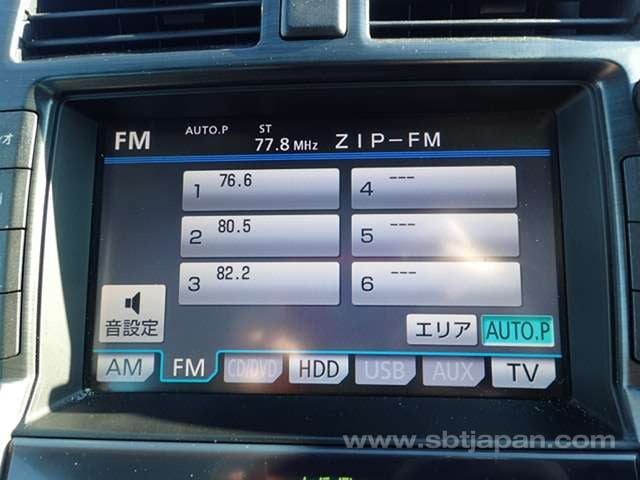 FM AUTO.P ST 77.8 MHz ZIP-FM
1 76.6 4 ---
2 80.5 5 ---
3 82.2 6 ---
音設定 エリア AUTO.P
AM FM CD/DVD HDD USB AUX TV
www.sbtjapan.com